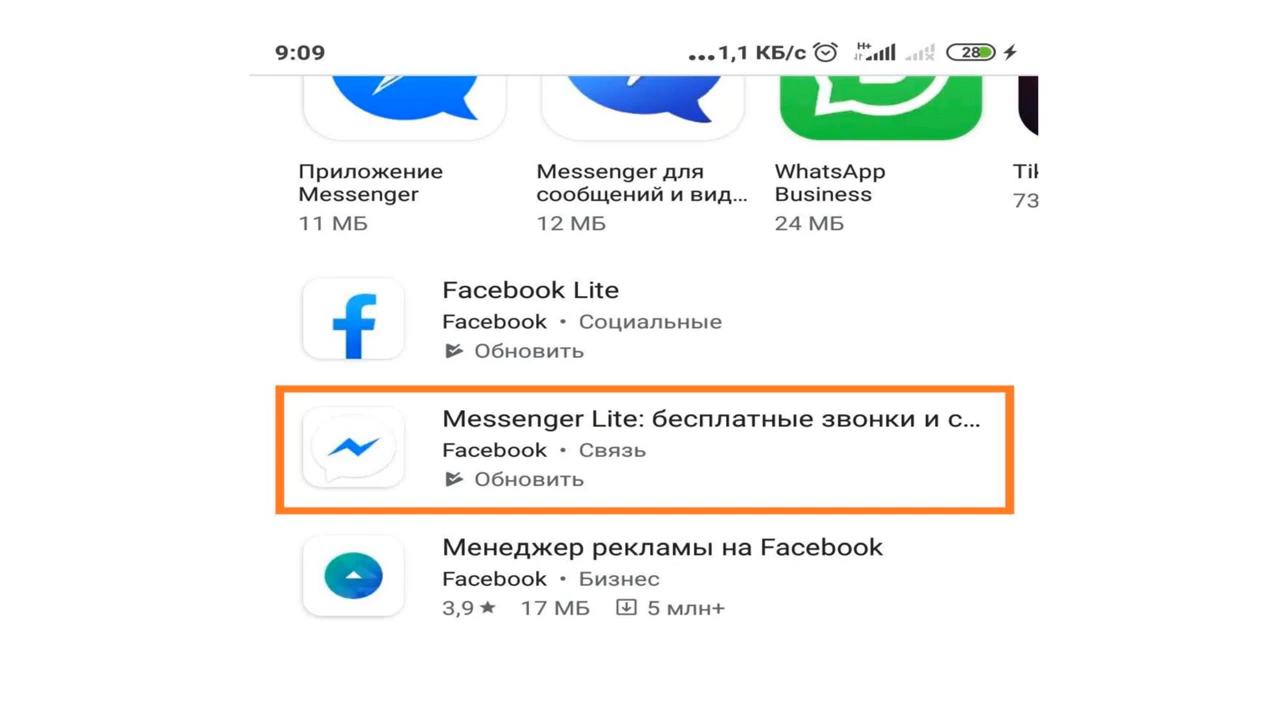 9:09
...1,1 КБ/с
H+
28
Приложение
Messenger
11 МБ
Messenger для
сообщений и вид...
12 МБ
WhatsApp
Business
24 МБ
Tik
73
Facebook Lite
Facebook • Социальные
Обновить
Messenger Lite: бесплатные звонки и с...
Facebook • Связь
Обновить
Менеджер рекламы на Facebook
Facebook • Бизнес
3,9★ 17 МБ 5 млн+